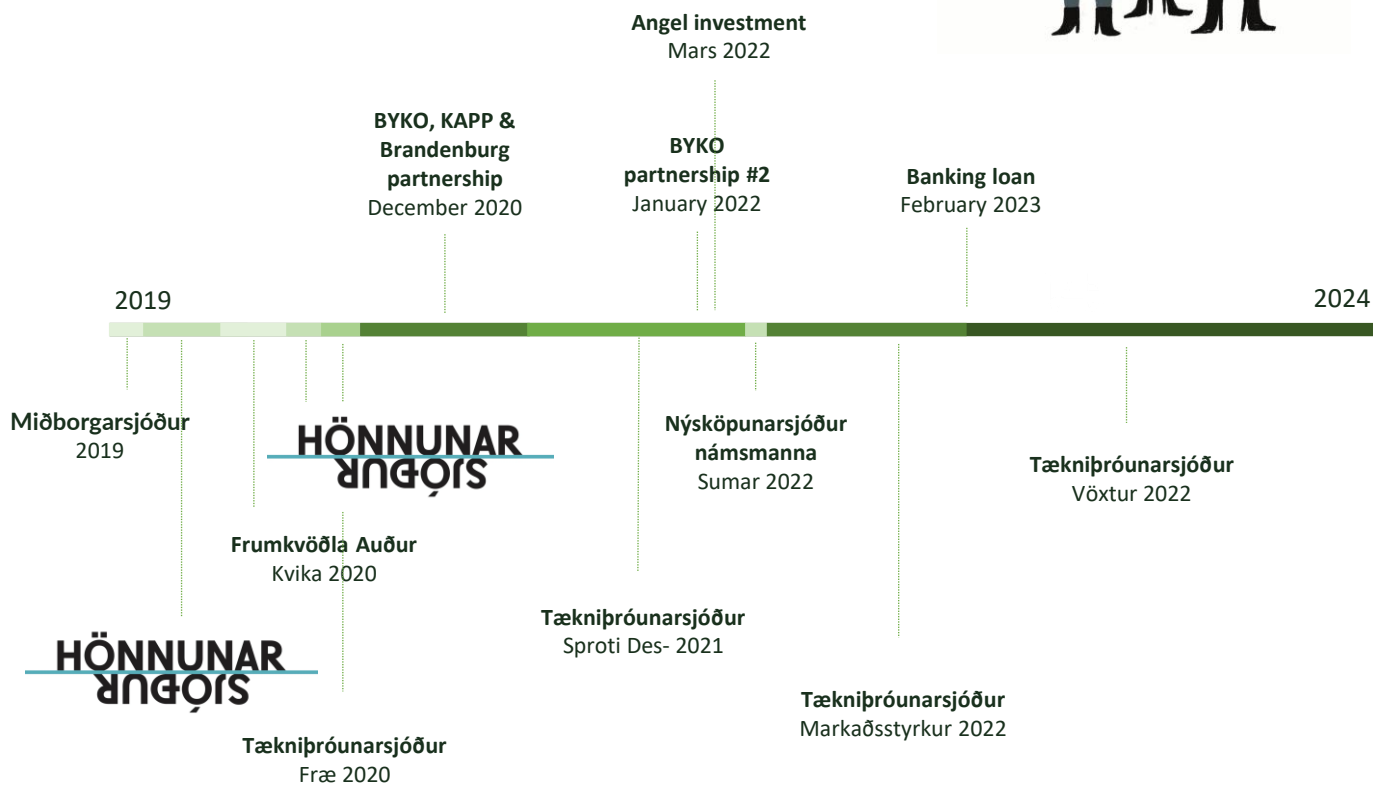 Angel investment
Mars 2022
BYKO, KAPP &
Brandenburg
partnership
December 2020
BYKO
partnership #2
January 2022
Banking loan
February 2023
2019
2024
Miðborgarsjóður
2019
HÖNNUNAR
SJÓÐUR
Nýsköpunarsjóður
námsmanna
Sumar 2022
Tækniþróunarsjóður
Vöxtur 2022
Frumkvöðla Auður
Kvika 2020
Tækniþróunarsjóður
Sproti Des- 2021
HÖNNUNAR
SJÓÐUR
Tækniþróunarsjóður
Markaðsstyrkur 2022
Tækniþróunarsjóður
Fræ 2020